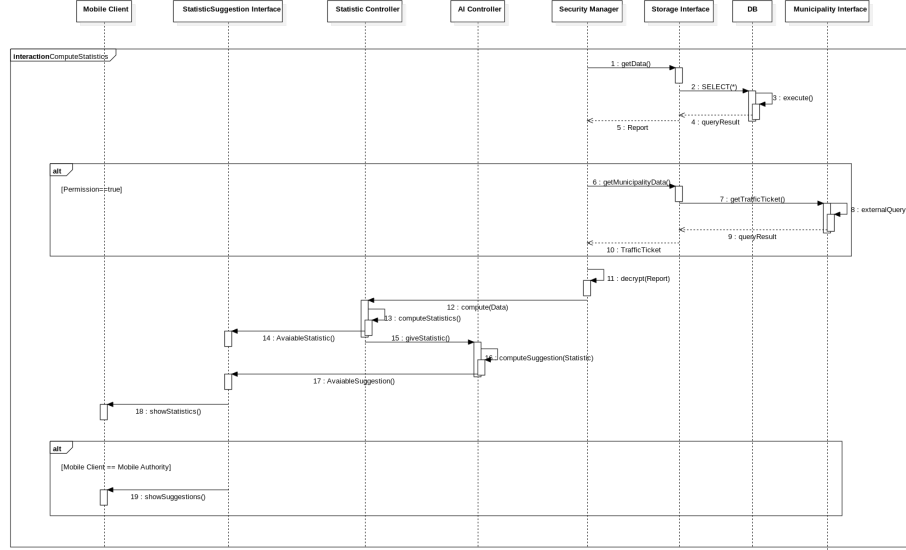 Mobile Client
StatisticSuggestion Interface
Statistic Controller
AI Controller
Security Manager
Storage Interface
DB
Municipality Interface
interactionComputeStatistics
1 : getData()
2 : SELECT(*)
3 : execute()
4 : queryResult
5 : Report
alt
[Permission==true]
6 : getMunicipalityData()
7 : getTrafficTicket()
8 : externalQuery
9 : queryResult
10 : TrafficTicket
11 : decrypt(Report)
12 : compute(Data)
13 : computeStatistics()
14 : AvaiableStatistic()
15 : giveStatistic()
16 : computeSuggestion(Statistic)
17 : AvaiableSuggestion()
18 : showStatistics()
alt
[Mobile Client == Mobile Authority]
19 : showSuggestions()